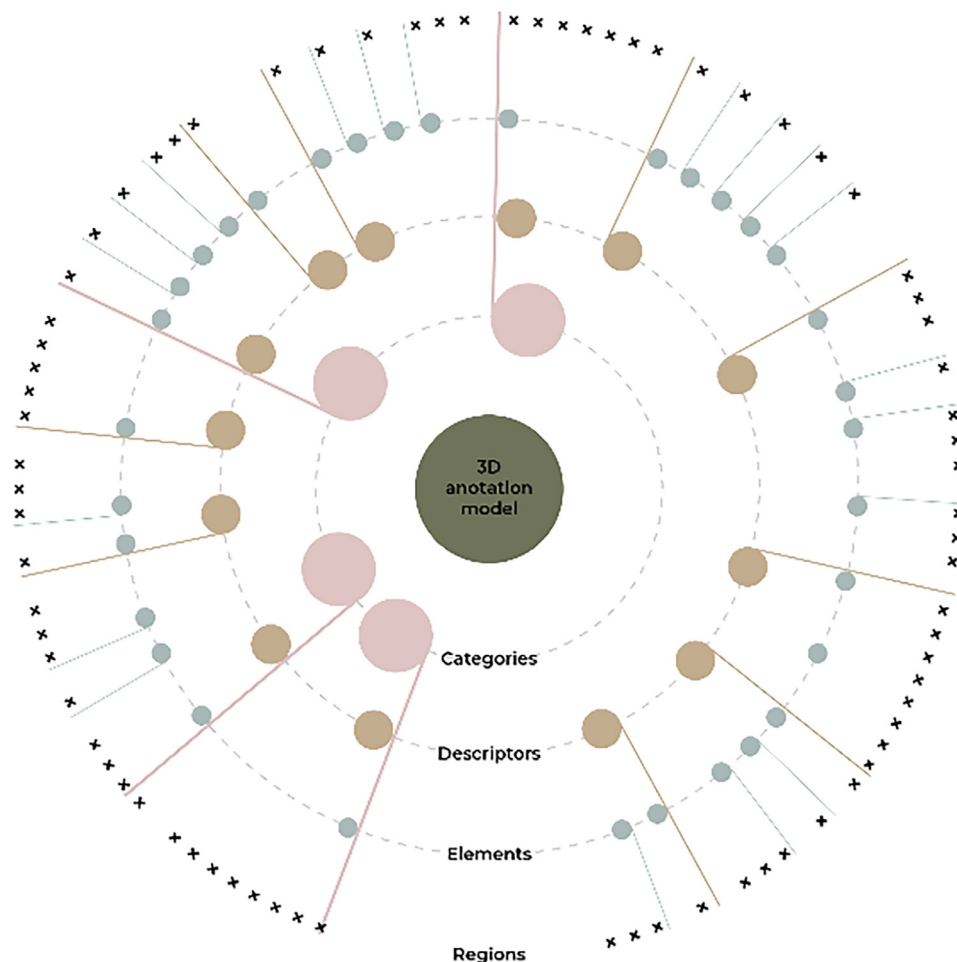 3D
anotation
model
Categories
Descriptors
Elements
Regions